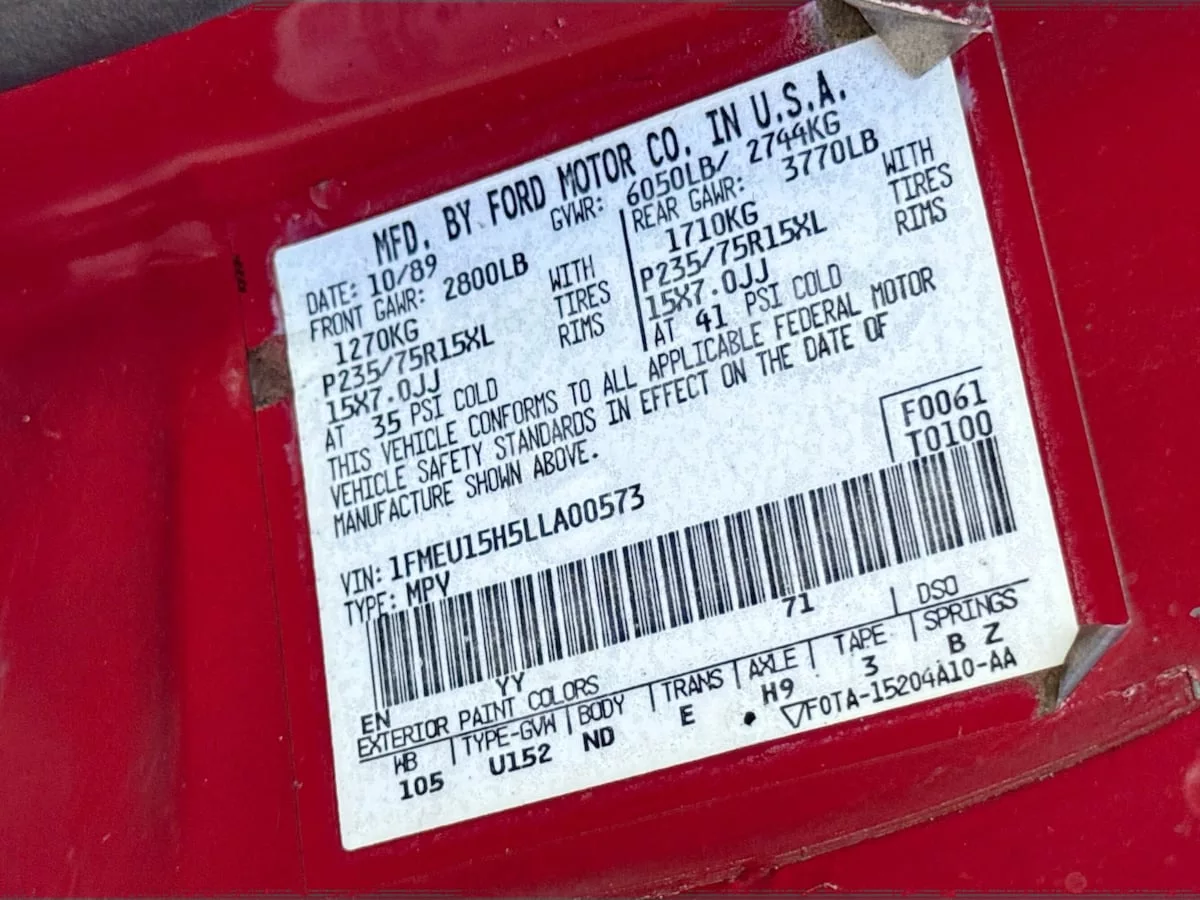 MFD. BY FORD MOTOR CO. IN U.S.A.
DATE: 10/89 GVWR: 6050LB/ 2744KG
FRONT GAWR: 2800LB REAR GAWR: 3770LB
1270KG WITH 1710KG WITH
P235/75R15XL TIRES P235/75R15XL TIRES
15X7.0JJ RIMS 15X7.0JJ RIMS
AT 35 PSI COLD AT 41 PSI COLD
THIS VEHICLE CONFORMS TO ALL APPLICABLE FEDERAL MOTOR
VEHICLE SAFETY STANDARDS IN EFFECT ON THE DATE OF
MANUFACTURE SHOWN ABOVE.
F0061
T0100
VIN: 1FMEU15H5LLA00573
TYPE: MPV
EN YY 71
EXTERIOR PAINT COLORS DSO
WB TYPE-GVW BODY TRANS AXLE TAPE SPRINGS
105 U152 ND E H9 3 B Z
▽F0TA-15204A10-AA